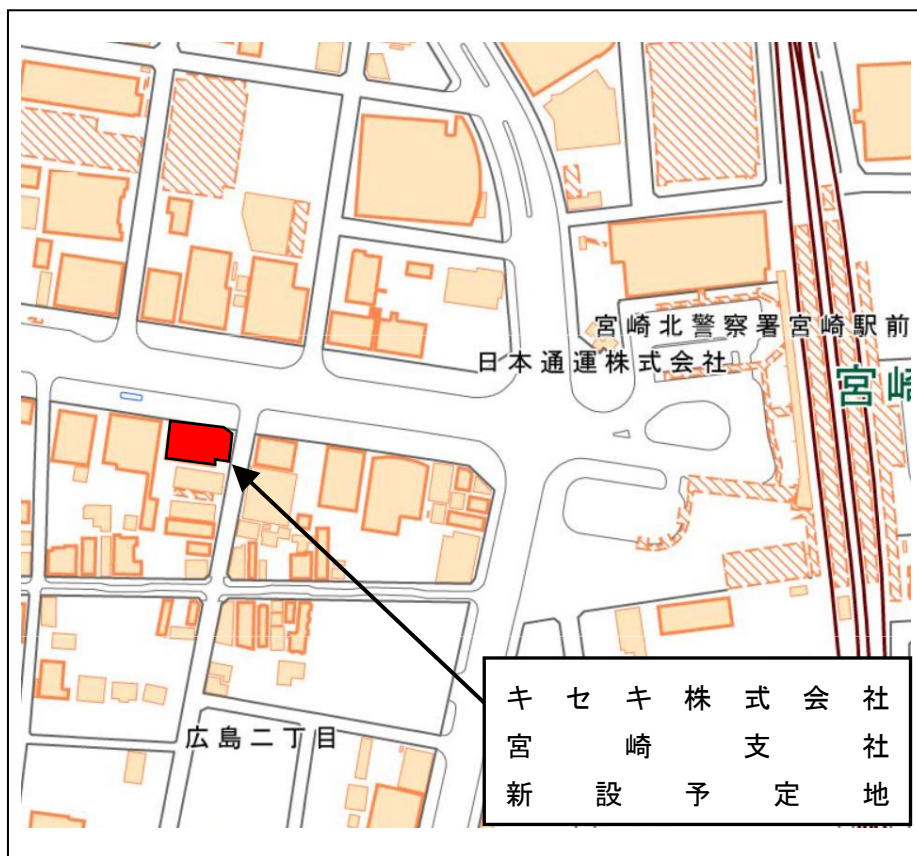 宮崎北警察署宮崎駅前
日本通運株式会社
宮崎
広島二丁目
キセキ株式会社
宮崎支社
新設予定地